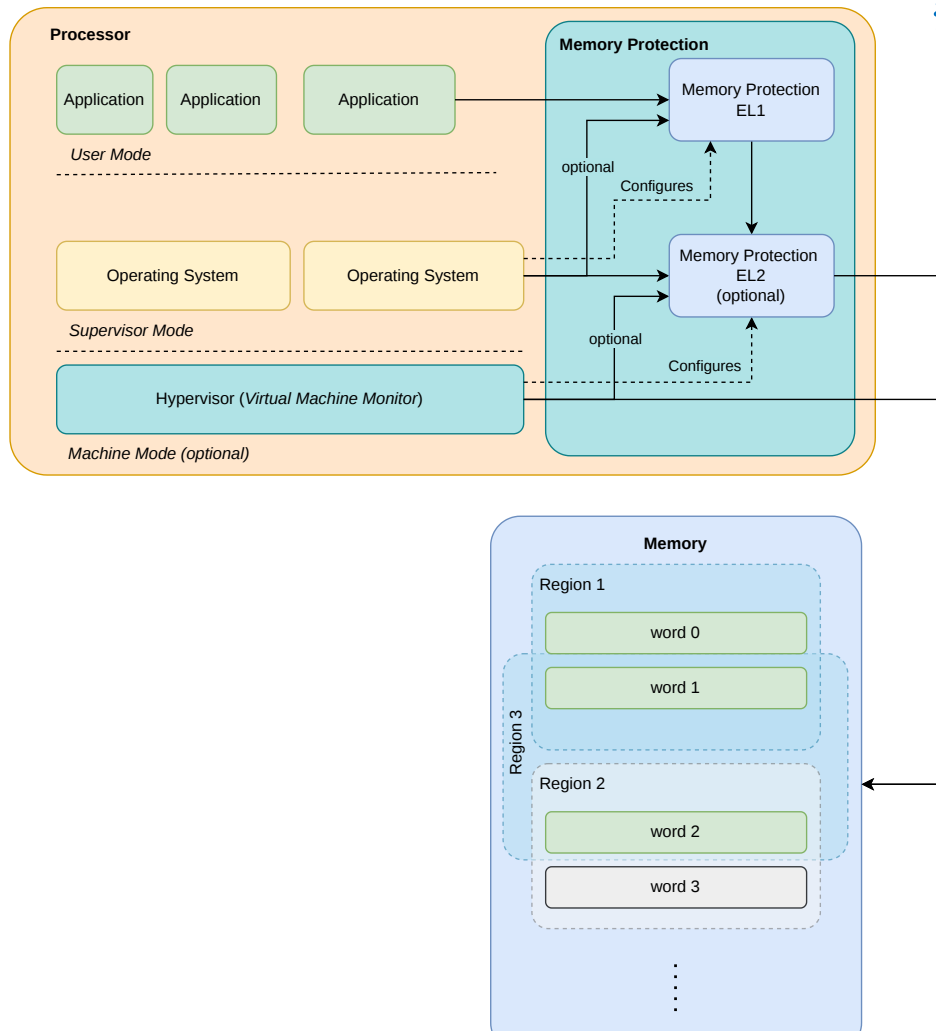 Processor
Memory Protection
Application
Application
Application
Memory Protection
EL1
User Mode
optional
Configures
Operating System
Operating System
Memory Protection
EL2
(optional)
Supervisor Mode
optional
Configures
Hypervisor (Virtual Machine Monitor)
Machine Mode (optional)
Memory
Region 1
word 0
word 1
Region 3
Region 2
word 2
word 3